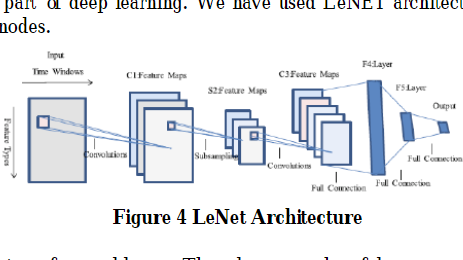 part of deep learning. We have used LeNET architect
nodes.
Input
Time Windows
Feature Types
C1:Feature Maps
S2:Feature Maps
C3:Feature Maps
F4:Layer
F5:Layer
Output
Convolutions
Subsampling
Convolutions
Full Connection
Full Connection
Full Connection
Figure 4 LeNet Architecture